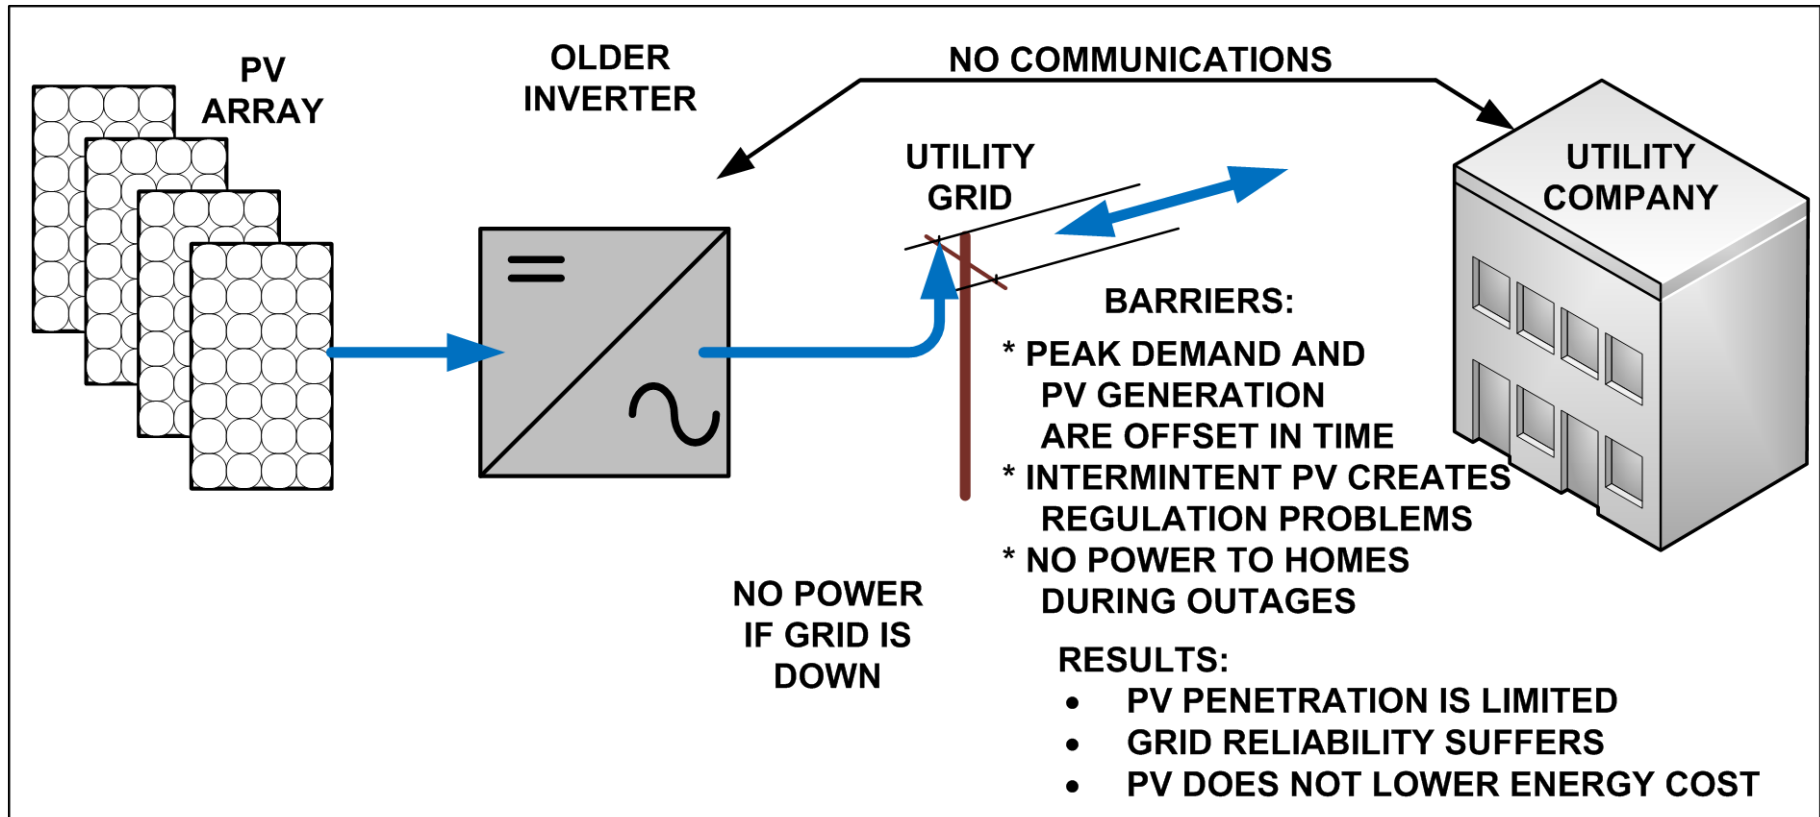 PV
ARRAY
OLDER
INVERTER
NO COMMUNICATIONS
UTILITY
GRID
UTILITY
COMPANY
BARRIERS:
* PEAK DEMAND AND
PV GENERATION
ARE OFFSET IN TIME
* INTERMINTENT PV CREATES
REGULATION PROBLEMS
* NO POWER TO HOMES
DURING OUTAGES
NO POWER
IF GRID IS
DOWN
RESULTS:
• PV PENETRATION IS LIMITED
• GRID RELIABILITY SUFFERS
• PV DOES NOT LOWER ENERGY COST